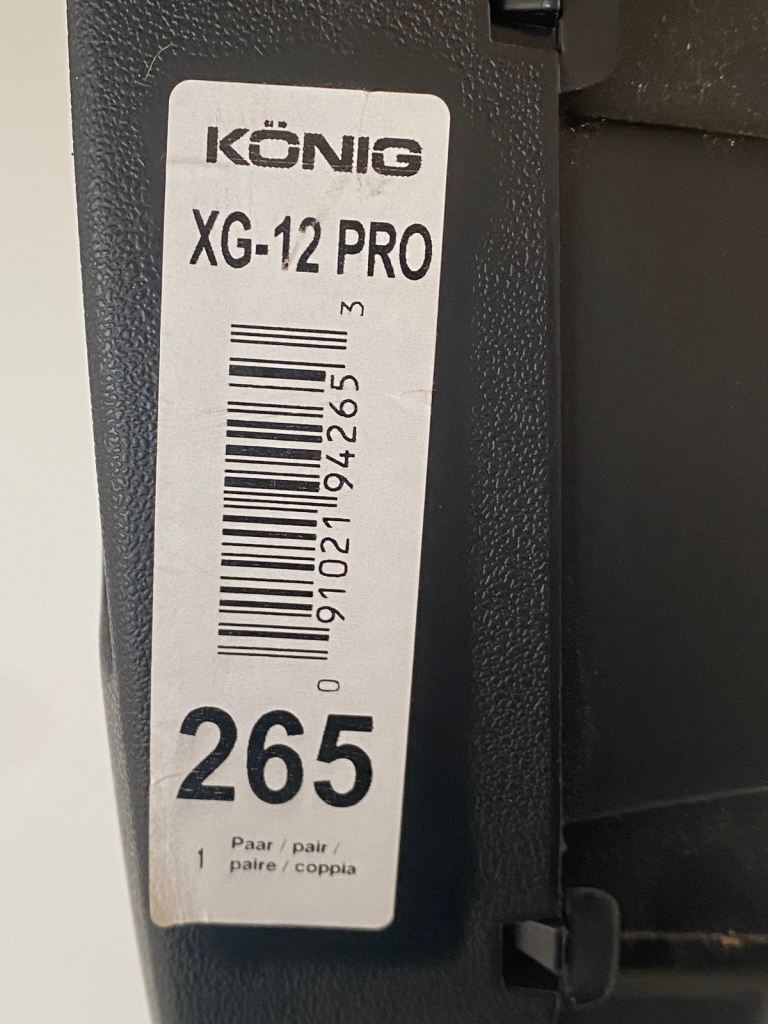 KÖNIG
XG-12 PRO
0 91021 94265 3
265
1 Paar / pair /
paire / coppia